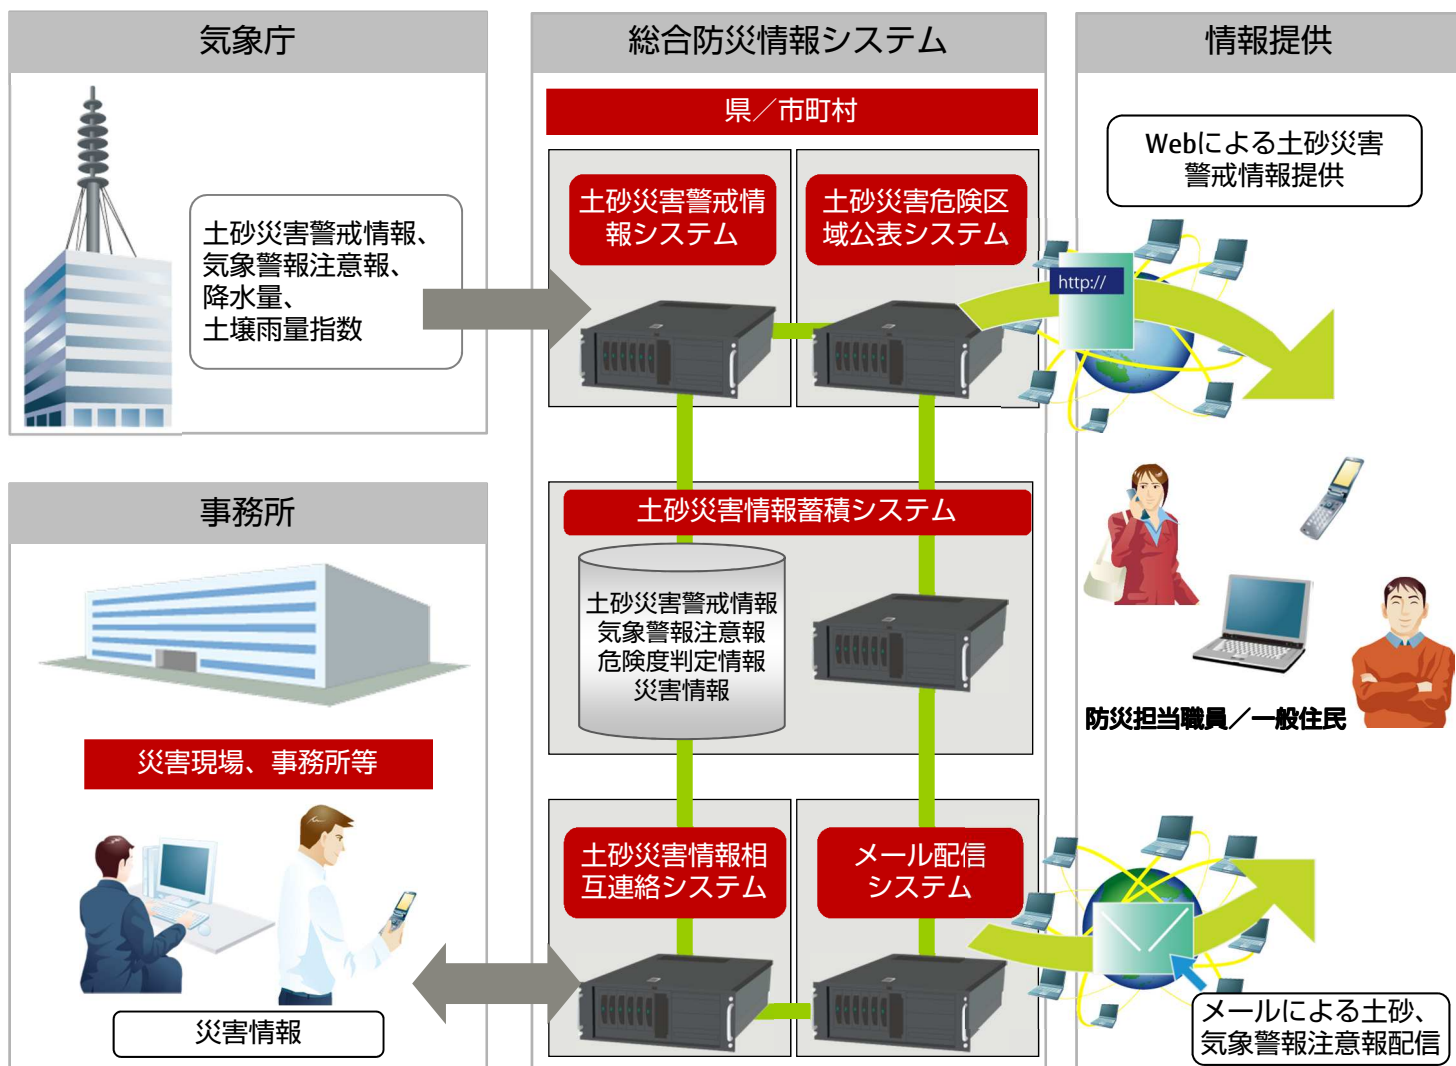 気象庁
土砂災害警戒情報、
気象警報注意報、
降水量、
土壌雨量指数
事務所
災害現場、事務所等
災害情報
総合防災情報システム
県／市町村
土砂災害警戒情
報システム
土砂災害危険区
域公表システム
土砂災害情報蓄積システム
土砂災害警戒情報
気象警報注意報
危険度判定情報
災害情報
土砂災害情報相
互連絡システム
メール配信
システム
情報提供
Webによる土砂災害
警戒情報提供
http://
防災担当職員／一般住民
メールによる土砂、
気象警報注意報配信